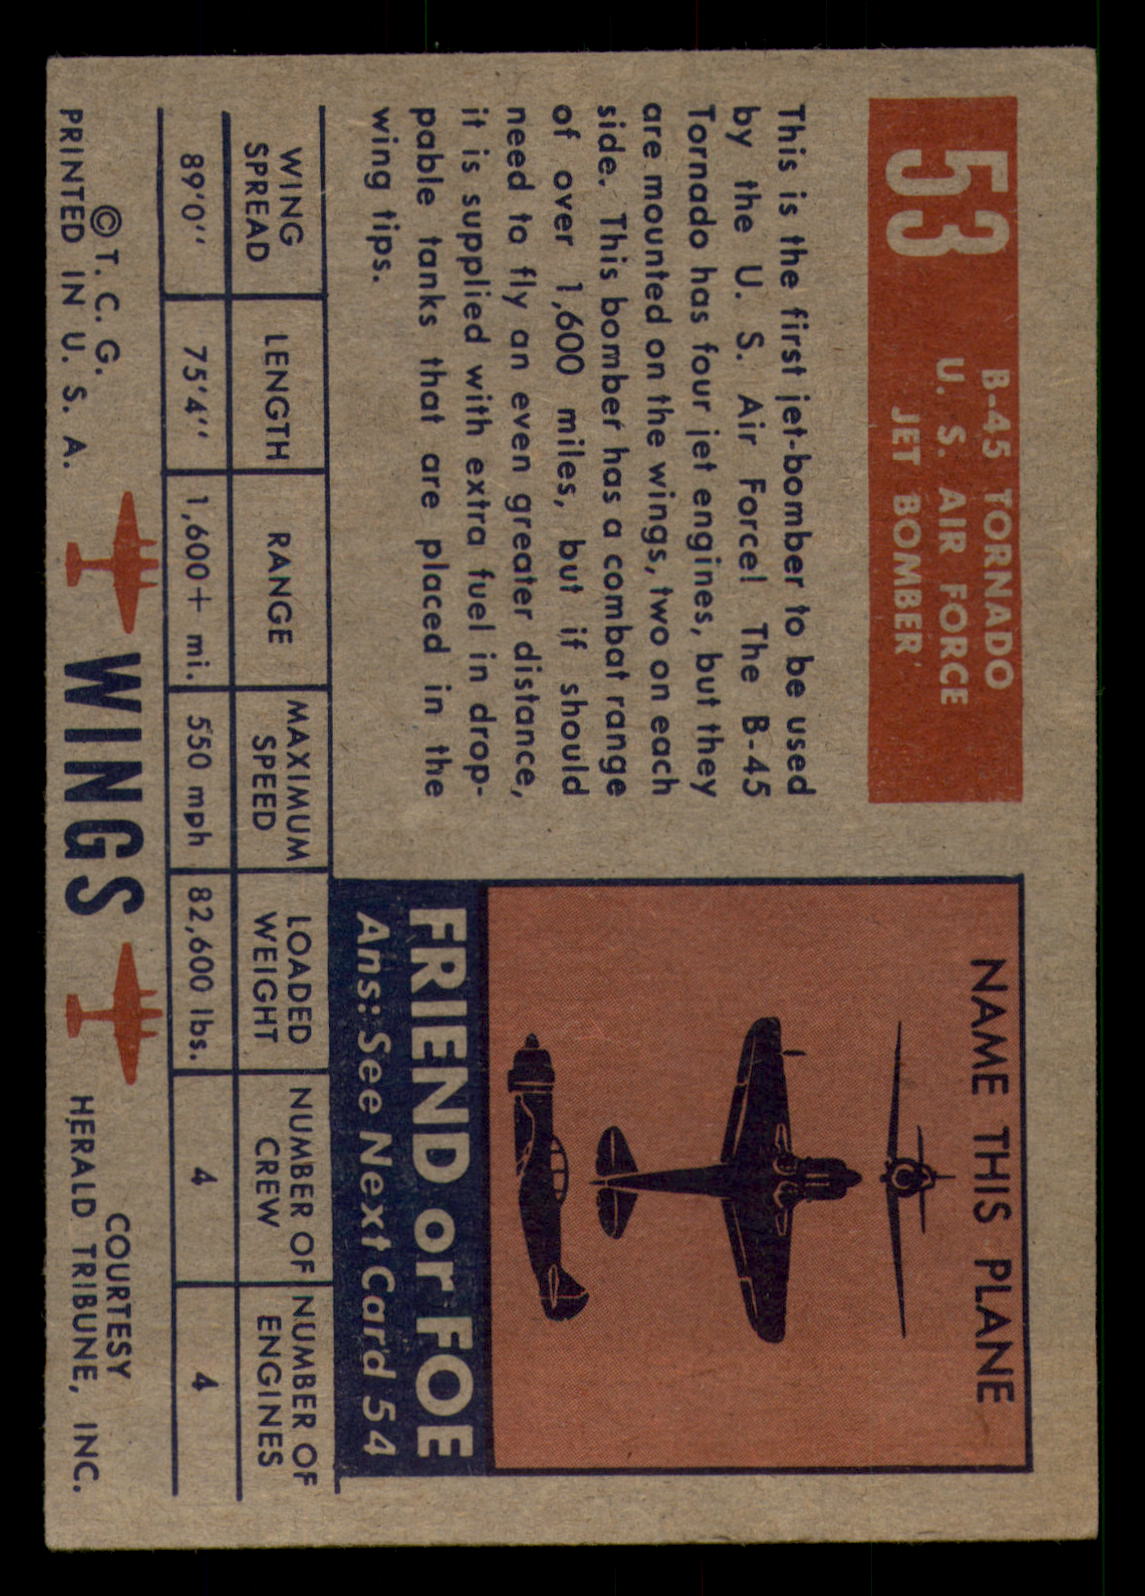 53
B-45 TORNADO
U. S. AIR FORCE
JET BOMBER
This is the first jet-bomber to be used
by the U. S. Air Force! The B-45
Tornado has four jet engines, but they
are mounted on the wings, two on each
side. This bomber has a combat range
of over 1,600 miles, but if should
need to fly an even greater distance,
it is supplied with extra fuel in drop-
pable tanks that are placed in the
wing tips.
NAME THIS PLANE
FRIEND or FOE
Ans: See Next Card 54
WING SPREAD LENGTH RANGE MAXIMUM SPEED LOADED WEIGHT NUMBER OF CREW NUMBER OF ENGINES
89'0'' 7'5'4'' 1,600+ mi. 550 mph 82,600 lbs. 4 4
© T. C. G.
PRINTED IN U. S. A.
WINGS
COURTESY
HERALD TRIBUNE, INC.